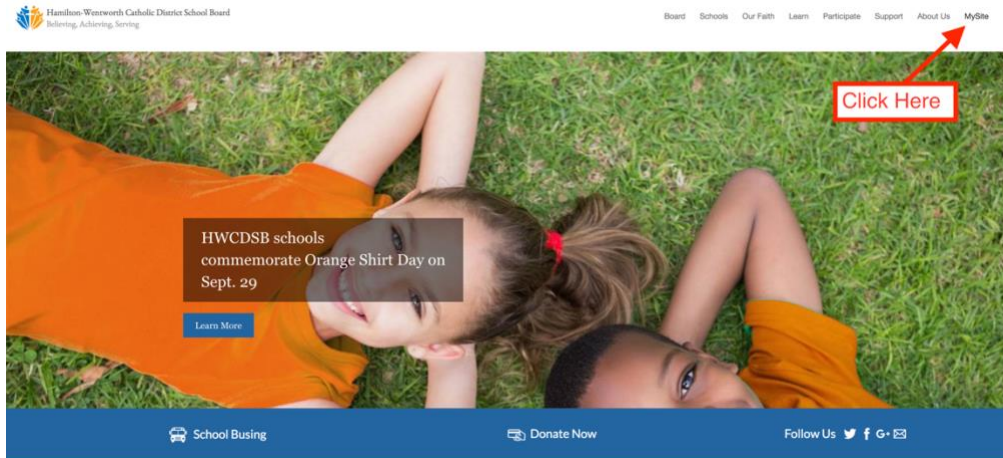 Hamilton-Wentworth Catholic District School Board
Believing, Achieving, Serving
Board Schools Our Faith Learn Participate Support About Us MySite
Click Here
HWCDSB schools
commemorate Orange Shirt Day on
Sept. 29
Learn More
School Busing
Donate Now
Follow Us
G+